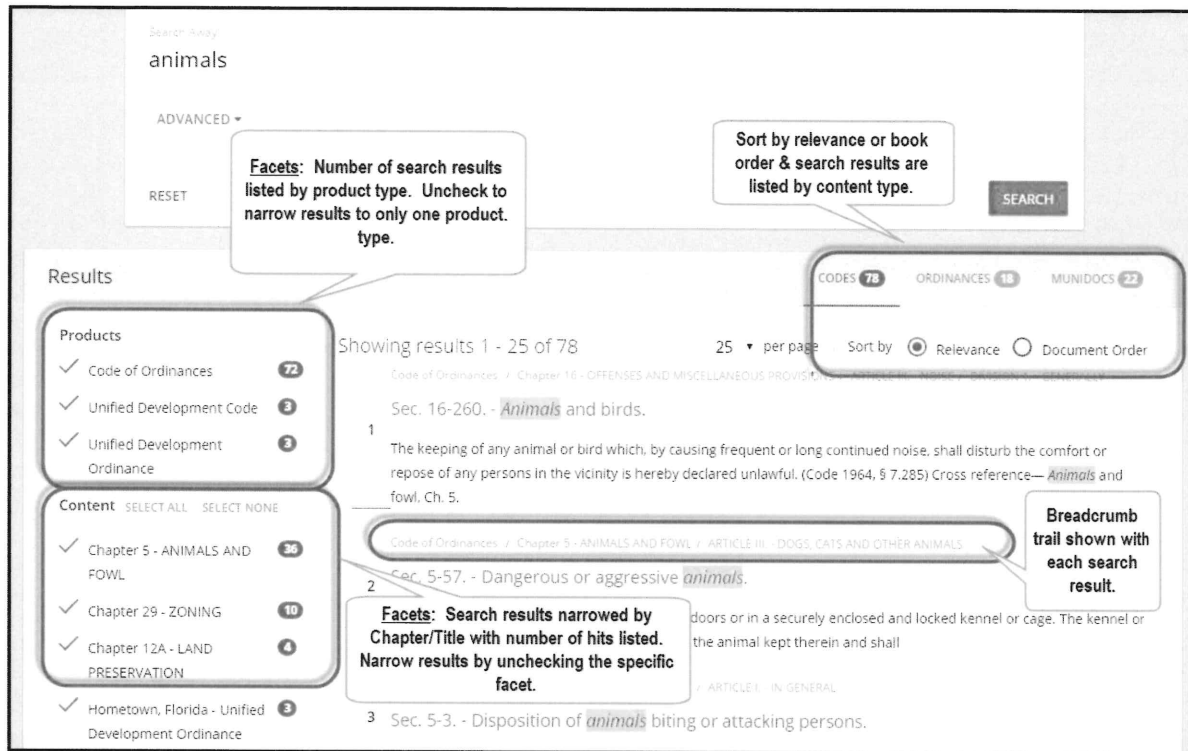 Search Away
animals
ADVANCED
Facets: Number of search results
listed by product type. Uncheck to
narrow results to only one product.
type.
Sort by relevance or book
order & search results are
listed by content type.
RESET
SEARCH
Results
CODES 78 ORDINANCES 18 MUNIDOCS 22
Products
Code of Ordinances 72
Unified Development Code 3
Unified Development
Ordinance 3
Showing results 1 - 25 of 78
25 per page Sort by Relevance Document Order
Code of Ordinances / Chapter 16 - OFFENSES AND MISCELLANEOUS PROVISIONS / ARTICLE NOISE / DIVISION 1. GENERALLY
1
Sec. 16-260. - Animals and birds.
The keeping of any animal or bird which, by causing frequent or long continued noise, shall disturb the comfort or
repose of any persons in the vicinity is hereby declared unlawful. (Code 1964, § 7.285) Cross reference— Animals and
fowl, Ch. 5.
Content SELECT ALL SELECT NONE
Chapter 5 - ANIMALS AND
FOWL 36
Chapter 29 - ZONING 10
Chapter 12A - LAND
PRESERVATION 4
Hometown, Florida - Unified
Development Ordinance 3
Code of Ordinances / Chapter 5 - ANIMALS AND FOWL / ARTICLE III. - DOGS, CATS AND OTHER ANIMALS
Breadcrumb
trail shown with
each search
result.
2
Sec. 5-57. - Dangerous or aggressive animals.
doors or in a securely enclosed and locked kennel or cage. The kennel or
the animal kept therein and shall
Facets: Search results narrowed by
Chapter/Title with number of hits listed.
Narrow results by unchecking the specific
facet.
/ ARTICLE I. IN GENERAL
3 Sec. 5-3. - Disposition of animals biting or attacking persons.